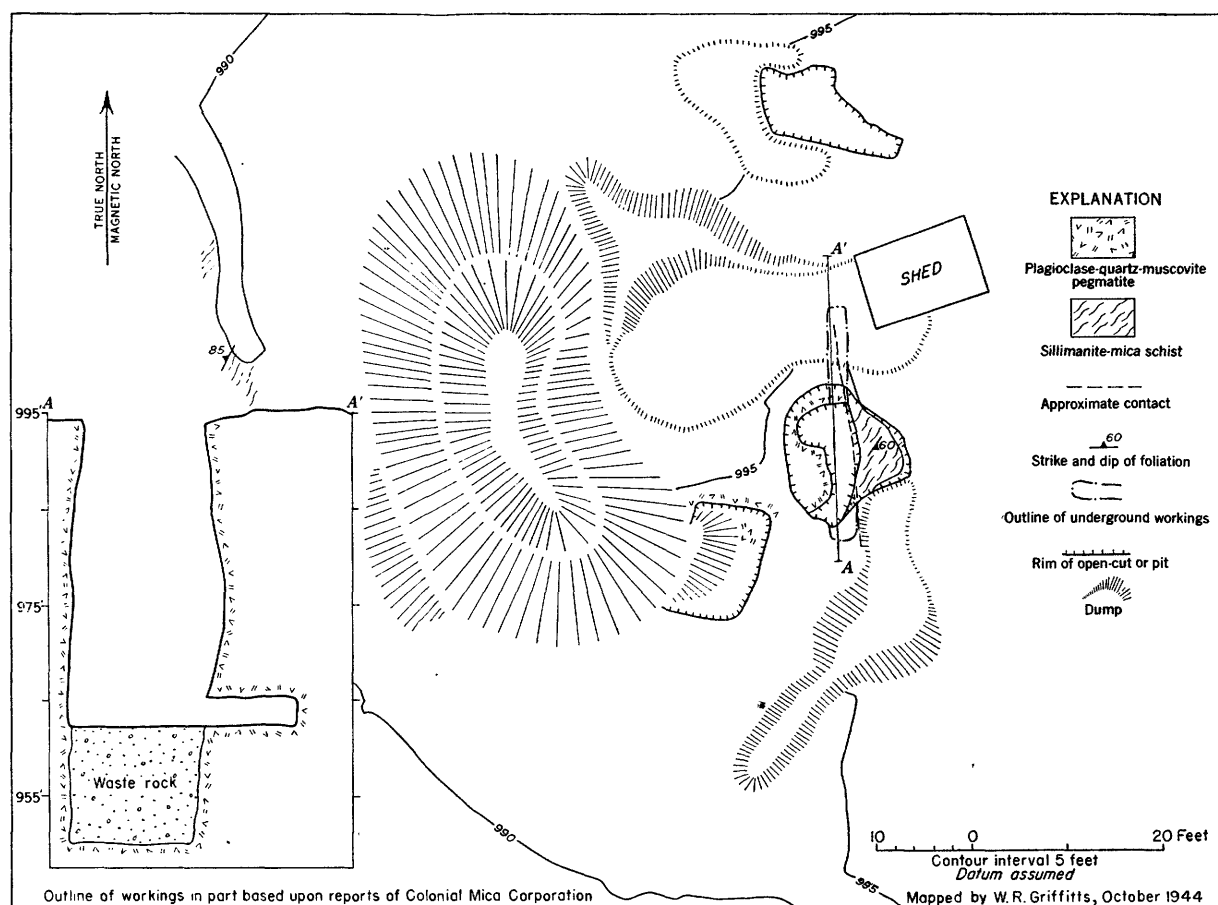 990
995
TRUE NORTH
MAGNETIC NORTH
EXPLANATION
Plagioclase-quartz-muscovite
pegmatite
Sillimanite-mica schist
Approximate contact
60
Strike and dip of foliation
Outline of underground workings
Rim of open-cut or pit
Dump
A'
SHED
85
60
995
A
A
A'
995'
975'
955'
Waste rock
990
985
10 0 20 Feet
Contour interval 5 feet
Datum assumed
Outline of workings in part based upon reports of Colonial Mica Corporation
Mapped by W. R. Griffitts, October 1944